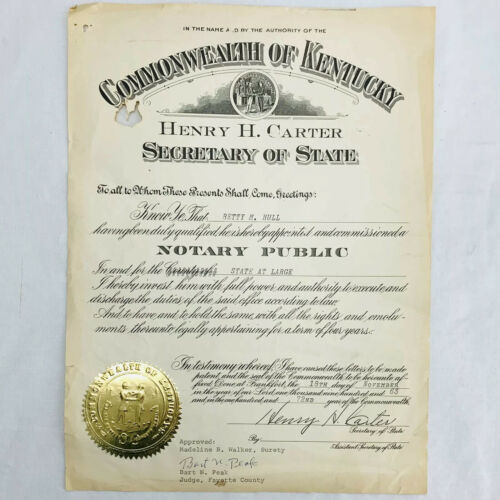 IN THE NAME A D BY THE AUTHORITY OF THE
COMMONWEALTH OF KENTUCKY
HENRY H. CARTER
SECRETARY OF STATE
To all to Whom These Presents Shall Come, Greetings:
Know Ye, That BETTY M. HULL
having been duly qualified, he is hereby appointed and commissioned a
NOTARY PUBLIC
In and for the STATE AT LARGE
I hereby invest him with full power and authority to execute and
discharge the duties of the said office according to law
And to have and to hold the same, with all the rights and emolu-
ments thereunto legally appertaining for a term of four years.
In testimony whereof, I have caused these letters to be made
patent, and the seal of the Commonwealth to be hereunto af-
fixed. Done at Frankfort, the 18TH day of NOVEMBER
in the year of our Lord one thousand nine hundred and 63
and in the one hundred and 72ND year of the Commonwealth.
Henry H. Carter
Secretary of State
By:
Assistant Secretary of State
Approved:
Madeline B. Walker, Surety
Bart N. Peak
Bart N. Peak
Judge, Fayette County